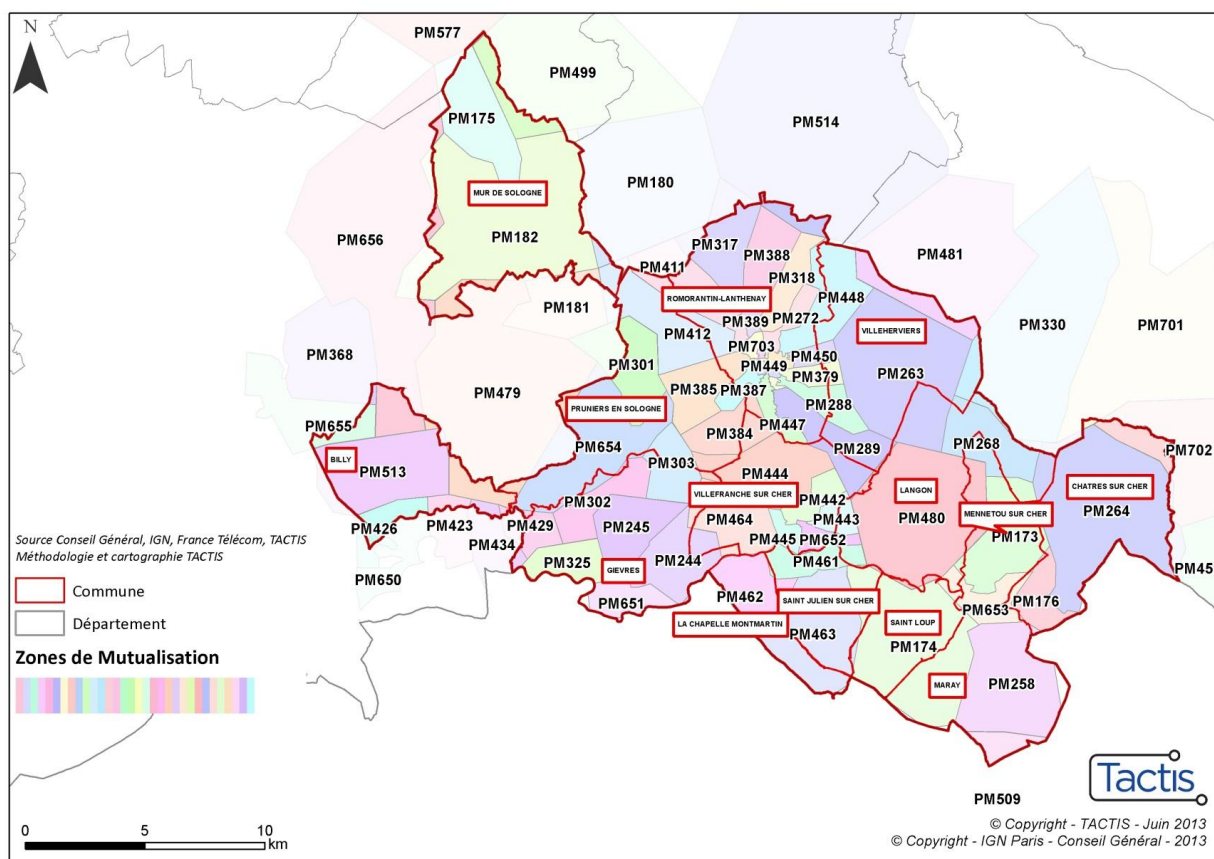 N
PM577
PM499
PM175
PM514
PM180
MUR DE SOLOGNE
PM656
PM182
PM317
PM388
PM481
PM411
PM318
PM448
ROMORANTIN-LANTHENAY
PM181
PM389
PM272
PM330
PM701
PM412
VILLEHERVIERS
PM703
PM368
PM301
PM449
PM450
PM379
PM263
PM479
PM385
PM387
PRUNIERS EN SOLOGNE
PM288
PM655
PM447
PM384
PM654
PM289
PM268
PM702
BILLY
PM513
PM303
PM444
CHATRES SUR CHER
VILLEFRANCHE SUR CHER
LANGON
PM302
PM442
PM264
MENNETOU SUR CHER
PM426
PM423
PM429
PM245
PM464
PM443
PM480
PM173
PM434
PM445
PM652
PM325
GIEVRES
PM244
PM461
PM45
PM650
PM651
PM462
SAINT JULIEN SUR CHER
PM653
PM176
LA CHAPELLE MONTMARTIN
SAINT LOUP
PM463
PM174
MARAY
PM258
PM509
Source Conseil Général, IGN, France Télécom, TACTIS
Méthodologie et cartographie TACTIS
Commune
Département
Zones de Mutualisation
0 5 10
km
Tactis
© Copyright - TACTIS - Juin 2013
© Copyright - IGN Paris - Conseil Général - 2013